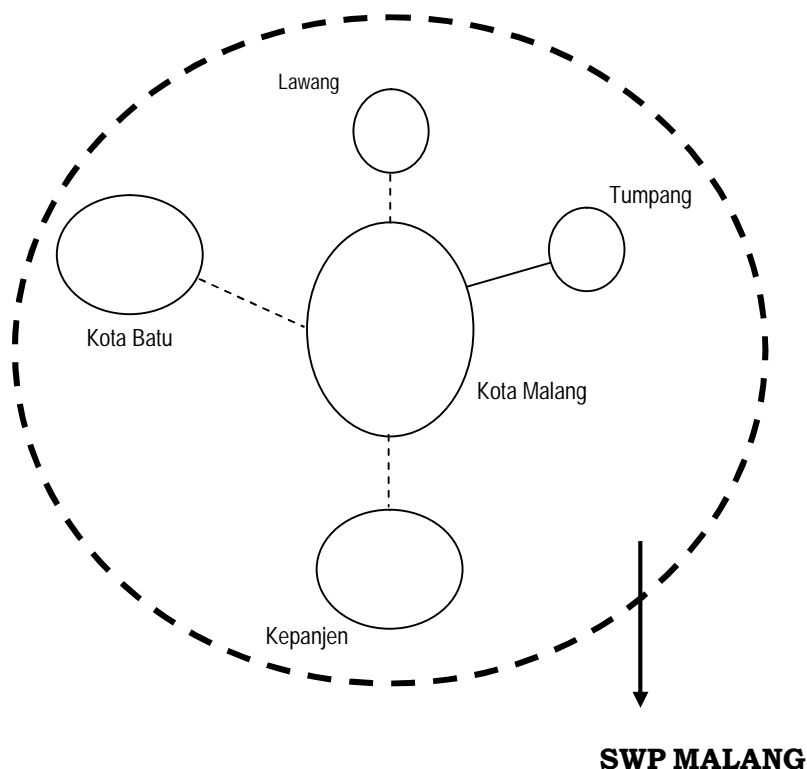 Lawang
Tumpang
Kota Batu
Kota Malang
Kepanjen
SWP MALANG